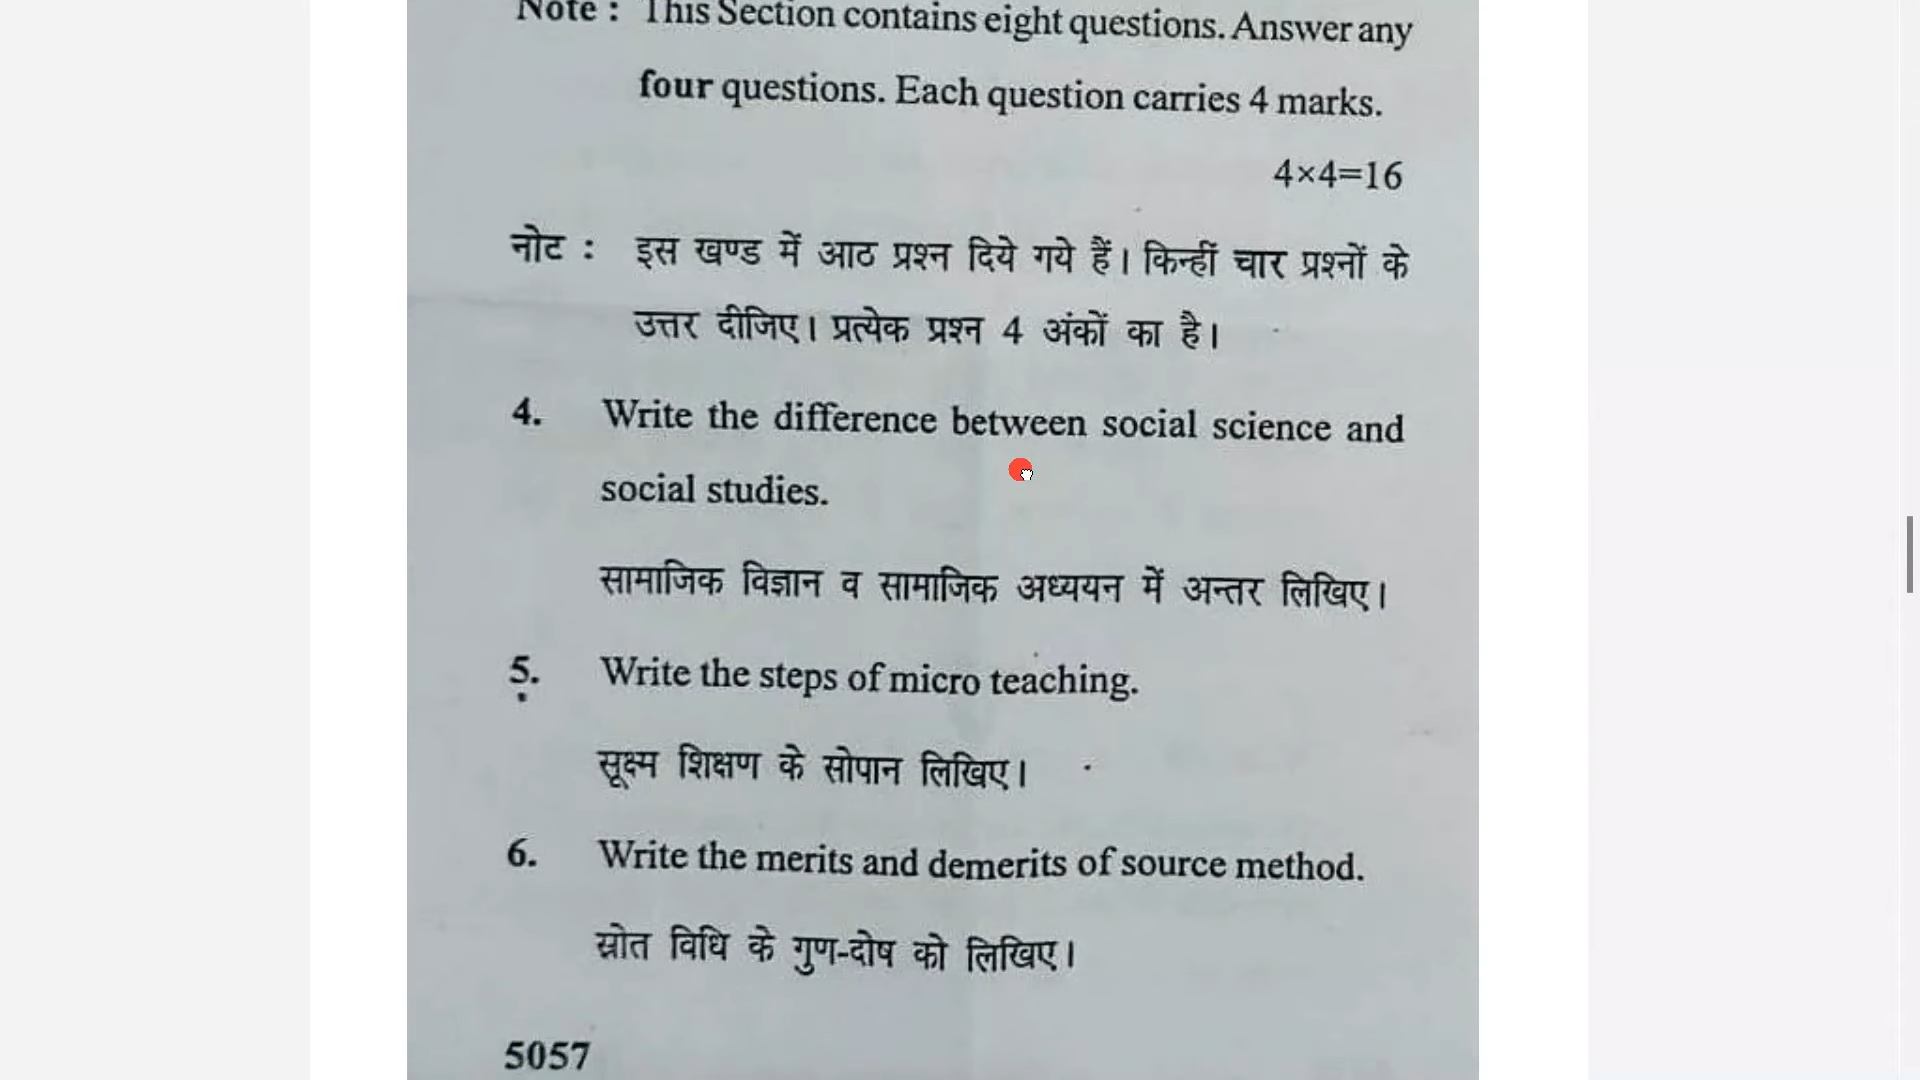 Note : This Section contains eight questions. Answer any
four questions. Each question carries 4 marks.
4×4=16
नोट : इस खण्ड में आठ प्रश्न दिये गये हैं। किन्हीं चार प्रश्नों के
उत्तर दीजिए। प्रत्येक प्रश्न 4 अंकों का है।
4. Write the difference between social science and
social studies.
सामाजिक विज्ञान व सामाजिक अध्ययन में अन्तर लिखिए।
5. Write the steps of micro teaching.
सूक्ष्म शिक्षण के सोपान लिखिए।
6. Write the merits and demerits of source method.
स्रोत विधि के गुण-दोष को लिखिए।
5057